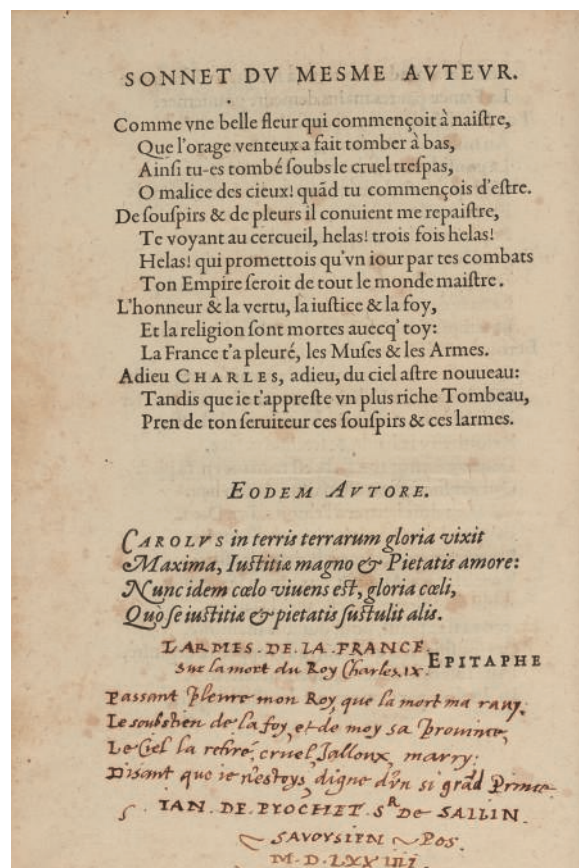 SONNET DV MESME AVTEVR.
Comme vne belle fleur qui commençoit à naiſtre,
Que l'orage venteux a fait tomber à bas,
Ainſi tu-es tombé ſoubs le cruel treſpas,
O malice des cieux! quãd tu commençois d'eſtre.
De ſouſpirs & de pleurs il conuient me repaiſtre,
Te voyant au cercueil, helas! trois fois helas!
Helas! qui promettois qu'vn iour par tes combats
Ton Empire ſeroit de tout le monde maiſtre.
L'honneur & la vertu, la iuſtice & la foy,
Et la religion ſont mortes auecq' toy:
La France t'a pleuré, les Muſes & les Armes.
Adieu CHARLES, adieu, du ciel aſtre nouueau:
Tandis que ie t'appreſte vn plus riche Tombeau,
Pren de ton ſeruiteur ces ſouſpirs & ces larmes.
EODEM AVTORE.
CAROLVS in terris terrarum gloria vixit
Maxima, Iuſtitiæ magno & Pietatis amore:
Nunc idem cœlo viuens eſt, gloria cœli,
Quò ſe iuſtitiæ & pietatis ſuſtulit alis.
LARMES. DE. LA. FRANCE.
Sur la mort du Roy Charles. IX.
EPITAPHE
Passant pleure mon Roy, que la mort ma rauy.
Le soubstien de la foy, et de moy sa province,
Le Ciel la retiré, cruel, Jalloux, marry:
Disant que ie n'estoys, digne d'vn si grãd Prince.
IAN. DE. PIOCHET. Sʳ DE SALLIN.
SAVOYSIEN POS.
M. D. LXX IIII.